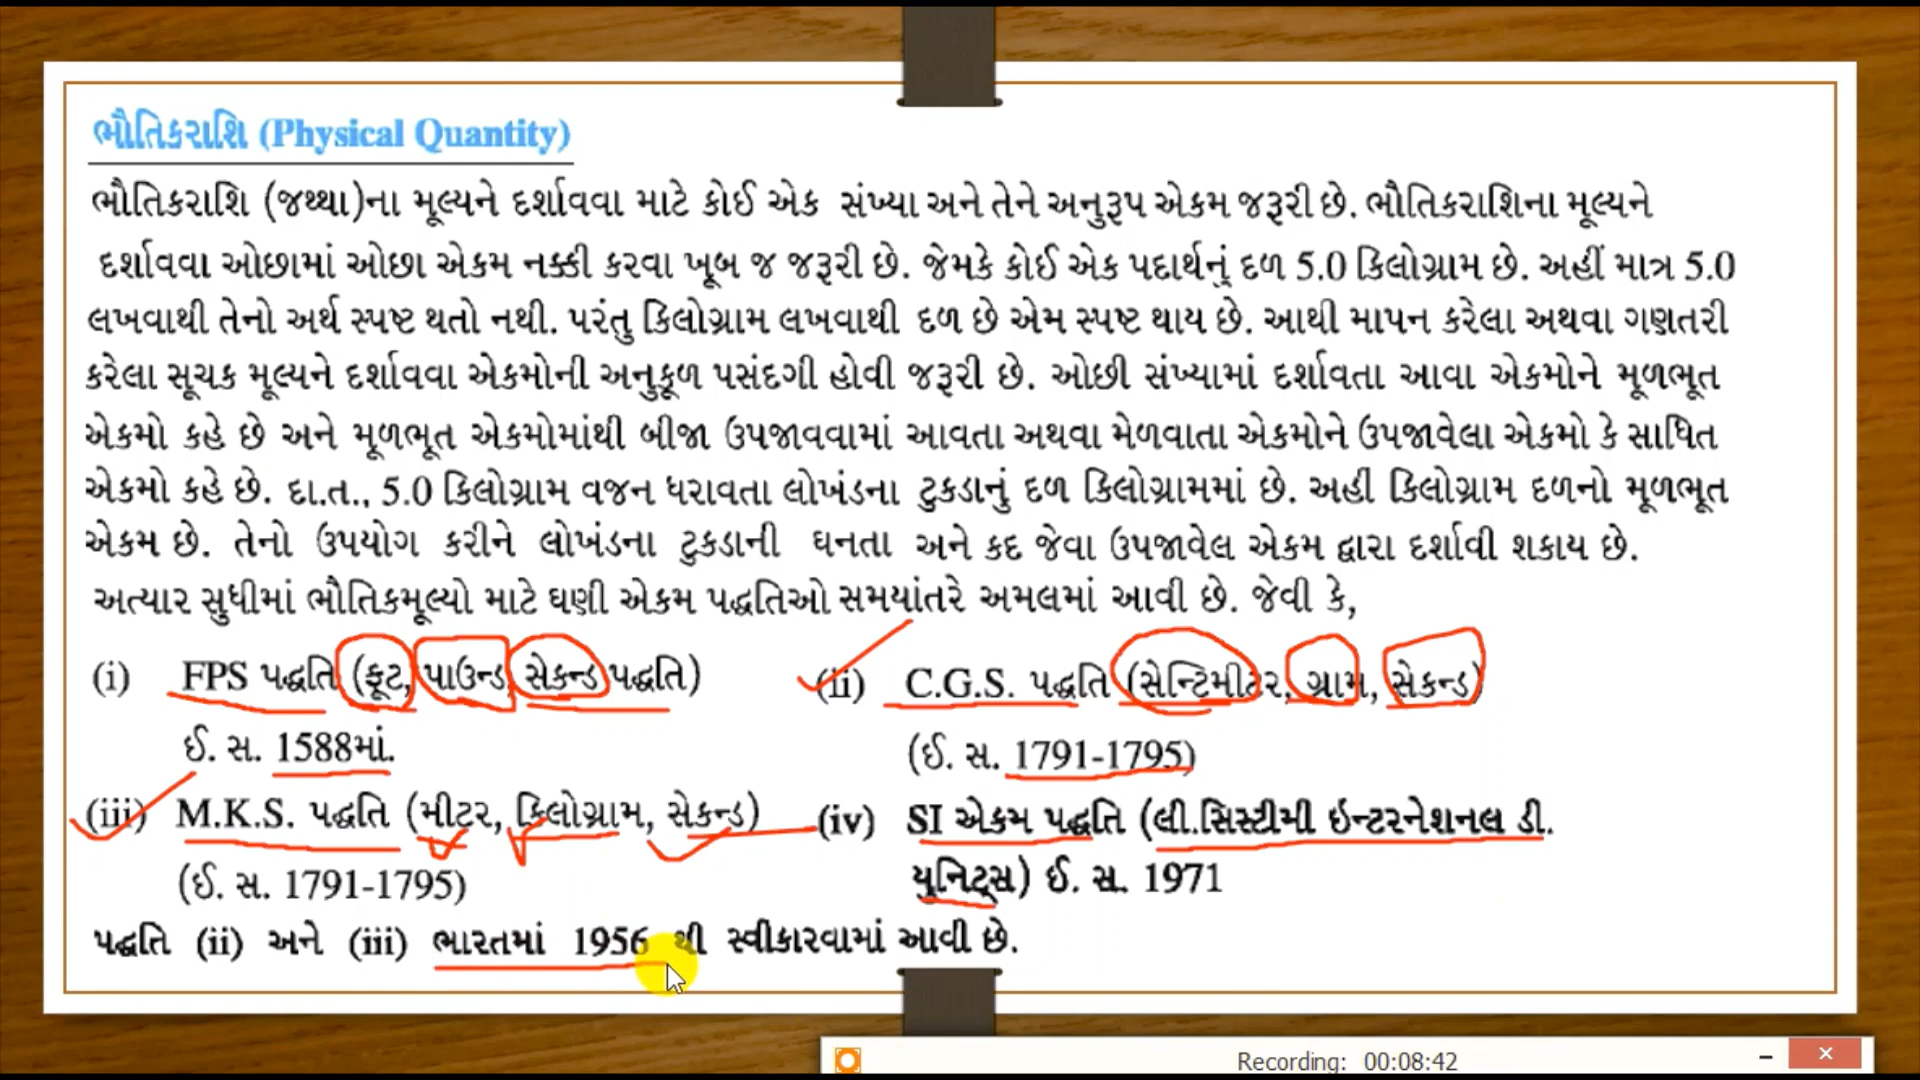 ભૌતિકરાશિ (Physical Quantity)
ભૌતિકરાશિ (જથ્થા)ના મૂલ્યને દર્શાવવા માટે કોઈ એક સંખ્યા અને તેને અનુરૂપ એકમ જરૂરી છે. ભૌતિકરાશિના મૂલ્યને
દર્શાવવા ઓછામાં ઓછા એકમ નક્કી કરવા ખૂબ જ જરૂરી છે. જેમકે કોઈ એક પદાર્થનું દળ 5.0 કિલોગ્રામ છે. અહીં માત્ર 5.0
લખવાથી તેનો અર્થ સ્પષ્ટ થતો નથી. પરંતુ કિલોગ્રામ લખવાથી દળ છે એમ સ્પષ્ટ થાય છે. આથી માપન કરેલા અથવા ગણતરી
કરેલા સૂચક મૂલ્યને દર્શાવવા એકમોની અનુકૂળ પસંદગી હોવી જરૂરી છે. ઓછી સંખ્યામાં દર્શાવતા આવા એકમોને મૂળભૂત
એકમો કહે છે અને મૂળભૂત એકમોમાંથી બીજા ઉપજાવવામાં આવતા અથવા મેળવાતા એકમોને ઉપજાવેલા એકમો કે સાધિત
એકમો કહે છે. દા.ત., 5.0 કિલોગ્રામ વજન ધરાવતા લોખંડના ટુકડાનું દળ કિલોગ્રામમાં છે. અહીં કિલોગ્રામ દળનો મૂળભૂત
એકમ છે. તેનો ઉપયોગ કરીને લોખંડના ટુકડાની ઘનતા અને કદ જેવા ઉપજાવેલ એકમ દ્વારા દર્શાવી શકાય છે.
અત્યાર સુધીમાં ભૌતિકમૂલ્યો માટે ઘણી એકમ પદ્ધતિઓ સમયાંતરે અમલમાં આવી છે. જેવી કે,
(i) FPS પદ્ધતિ (ફૂટ, પાઉન્ડ, સેકન્ડ પદ્ધતિ) (ii) C.G.S. પદ્ધતિ (સેન્ટિમીટર, ગ્રામ, સેકન્ડ)
ઈ. સ. 1588માં. (ઈ. સ. 1791-1795)
(iii) M.K.S. પદ્ધતિ (મીટર, કિલોગ્રામ, સેકન્ડ) (iv) SI એકમ પદ્ધતિ (લી.સિસ્ટીમી ઇન્ટરનેશનલ ડી.
(ઈ. સ. 1791-1795) યુનિટ્સ) ઈ. સ. 1971
પદ્ધતિ (ii) અને (iii) ભારતમાં 1956 થી સ્વીકારવામાં આવી છે.
Recording: 00:08:42